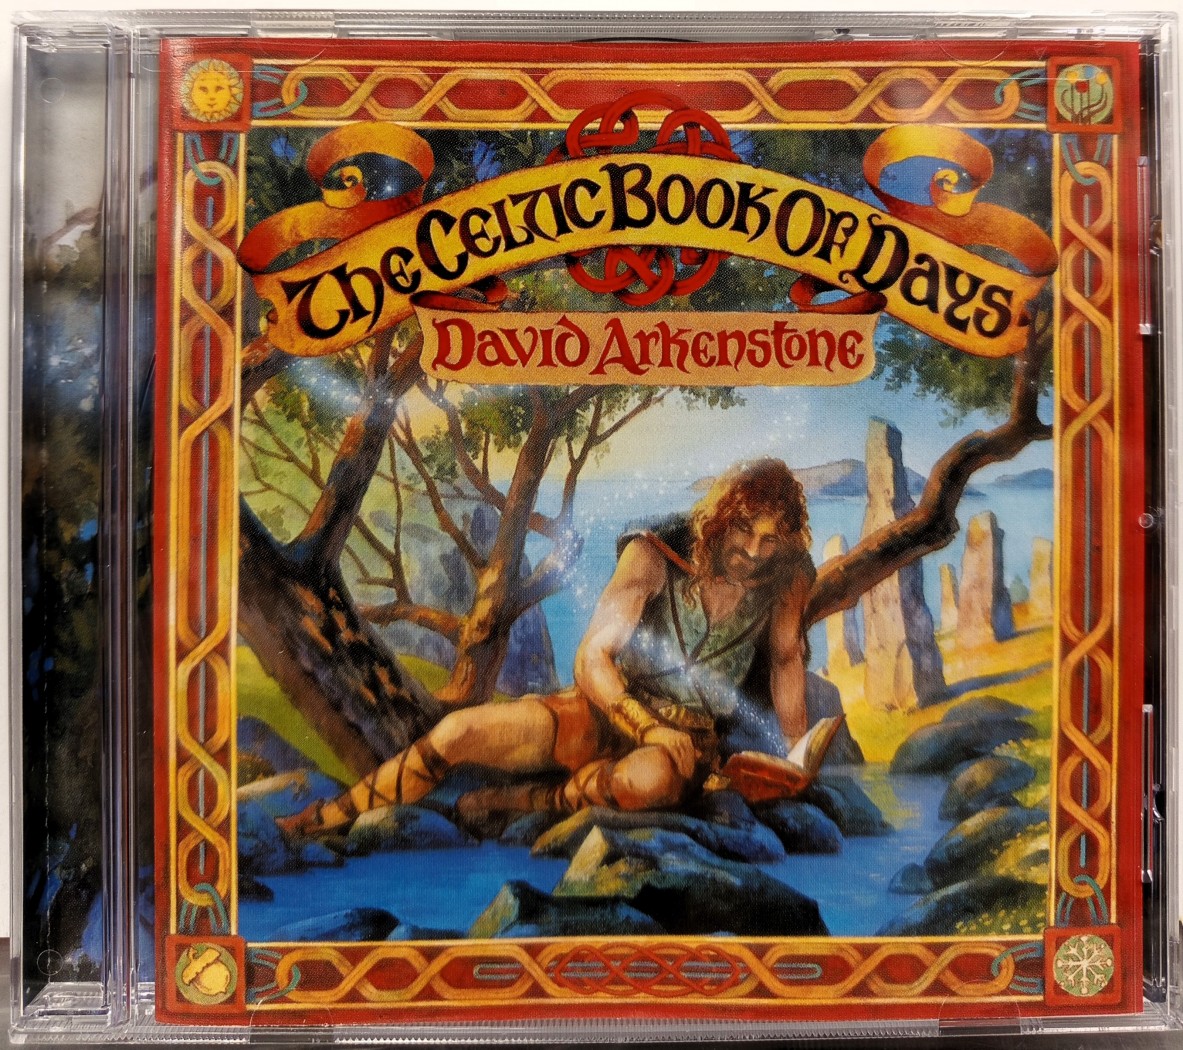 The Celtic Book Of Days
David Arkenstone